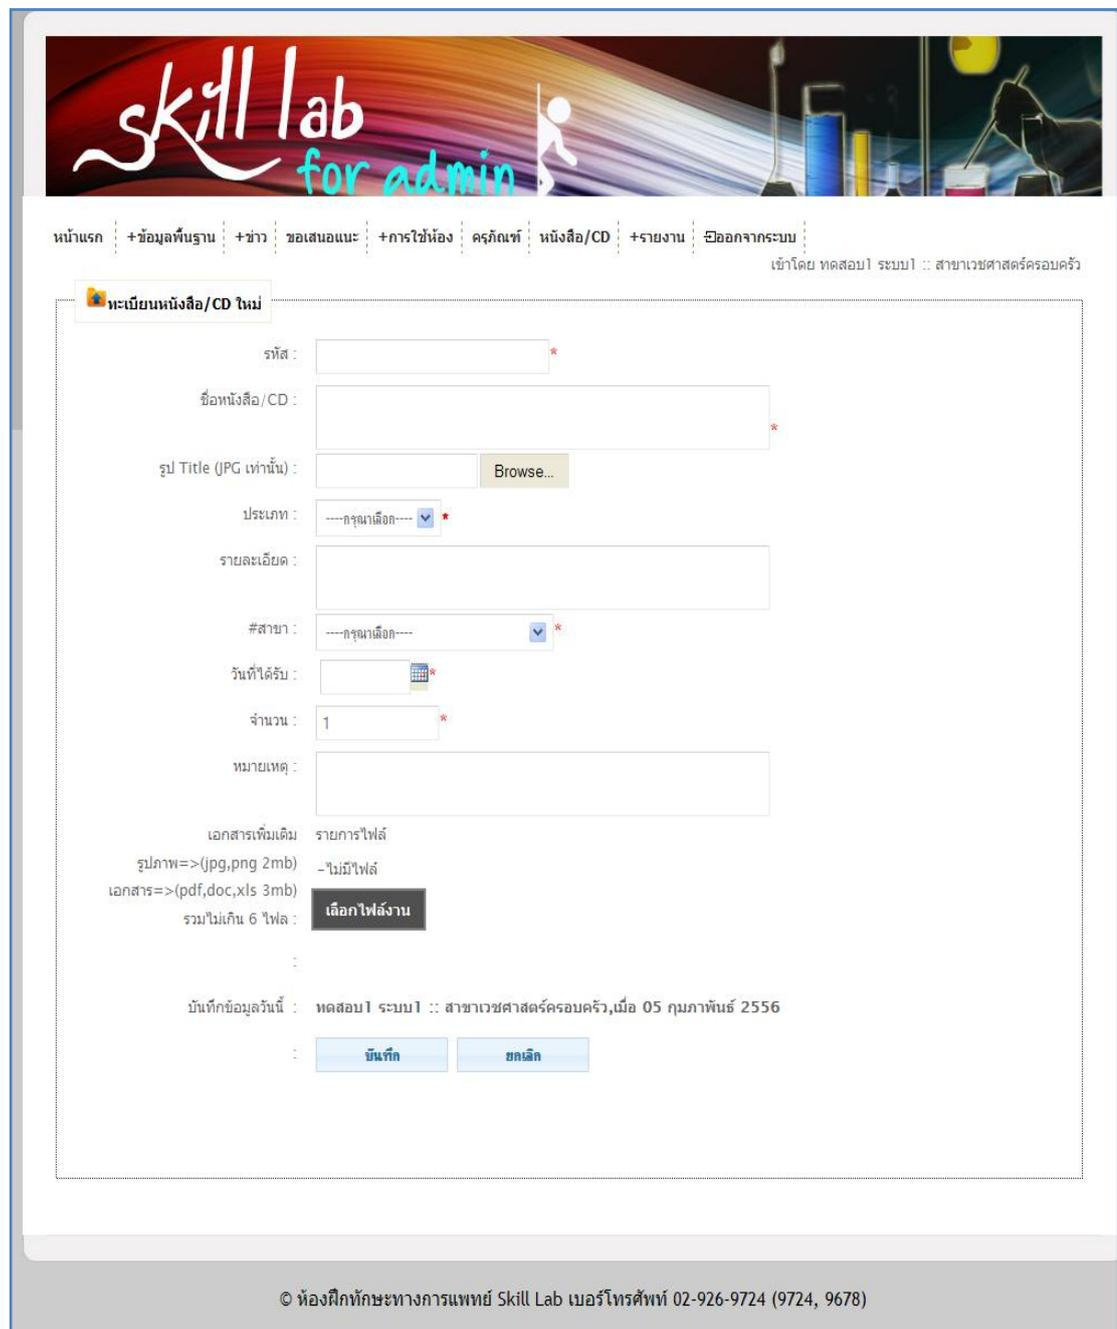 skill lab
for admin
หน้าแรก +ข้อมูลพื้นฐาน +ข่าว ขอเสนอแนะ +การใช้ห้อง ครุภัณฑ์ หนังสือ/CD +รายงาน ออกจากระบบ
เข้าโดย ทดสอบ1 ระบบ1 :: สาขาเวชศาสตร์ครอบครัว
ทะเบียนหนังสือ/CD ใหม่
รหัส : *
ชื่อหนังสือ/CD : *
รูป Title (JPG เท่านั้น) : Browse...
ประเภท : ----กรุณาเลือก---- *
รายละเอียด :
#สาขา : ----กรุณาเลือก---- *
วันที่ได้รับ : *
จำนวน : 1 *
หมายเหตุ :
เอกสารเพิ่มเติม รายการไฟล์
รูปภาพ=>(jpg,png 2mb) -ไม่มีไฟล์
เอกสาร=>(pdf,doc,xls 3mb)
รวมไม่เกิน 6 ไฟล : เลือกไฟล์งาน
:
บันทึกข้อมูลวันนี้ : ทดสอบ1 ระบบ1 :: สาขาเวชศาสตร์ครอบครัว,เมื่อ 05 กุมภาพันธ์ 2556
: บันทึก ยกเลิก
© ห้องฝึกทักษะทางการแพทย์ Skill Lab เบอร์โทรศัพท์ 02-926-9724 (9724, 9678)